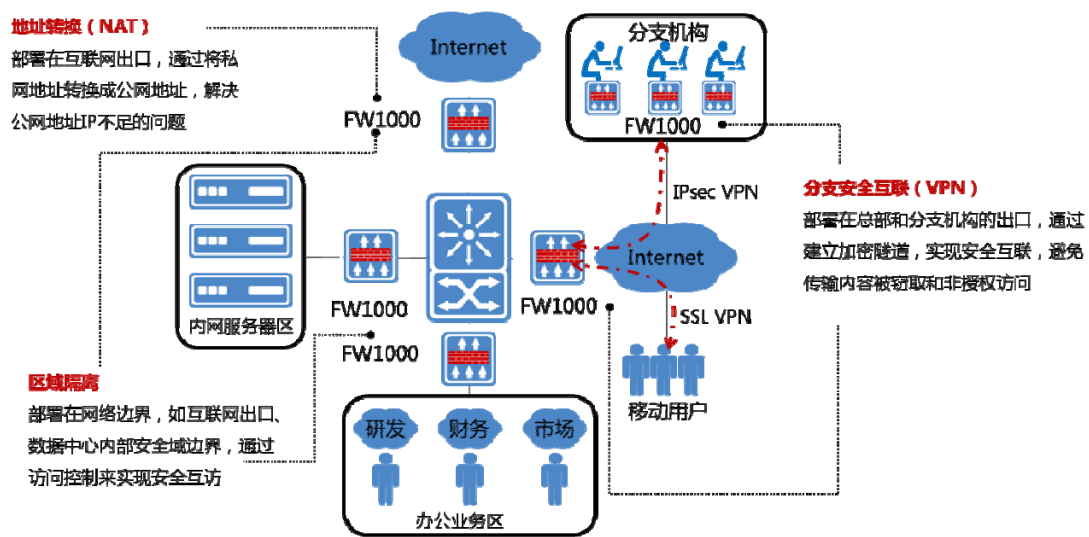 地址转换（NAT）
部署在互联网出口，通过将私
网地址转换成公网地址，解决
公网地址IP不足的问题
Internet
FW1000
分支机构
FW1000
IPsec VPN
分支安全互联（VPN）
部署在总部和分支机构的出口，通过
建立加密隧道，实现安全互联，避免
传输内容被窃取和非授权访问
Internet
FW1000
SSL VPN
移动用户
内网服务器区
FW1000
FW1000
区域隔离
部署在网络边界，如互联网出口、
数据中心内部安全域边界，通过
访问控制来实现安全互访
研发
财务
市场
办公业务区